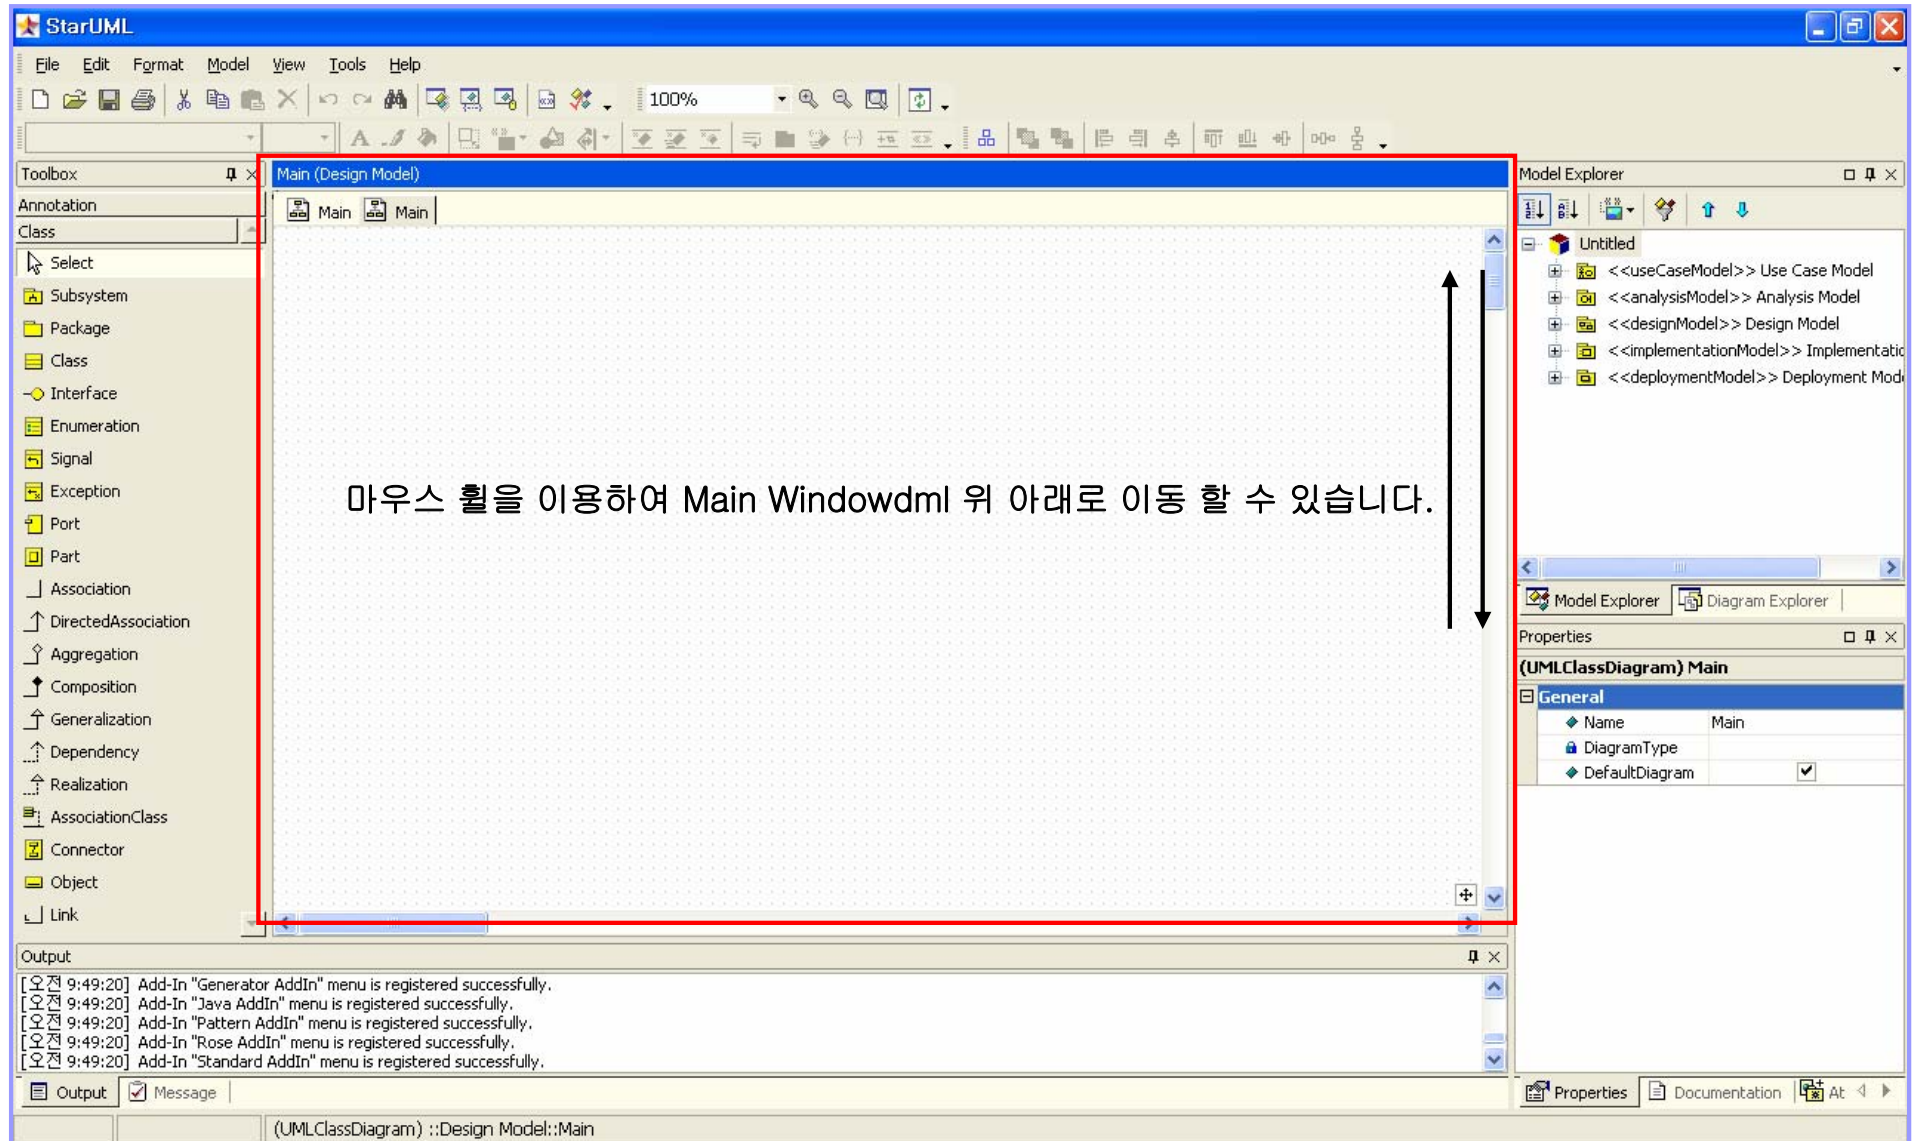 StarUML
File Edit Format Model View Tools Help
100%
Toolbox
Annotation
Class
Select
Subsystem
Package
Class
Interface
Enumeration
Signal
Exception
Port
Part
Association
DirectedAssociation
Aggregation
Composition
Generalization
Dependency
Realization
AssociationClass
Connector
Object
Link
Main (Design Model)
Main Main
마우스 휠을 이용하여 Main Windowdml 위 아래로 이동 할 수 있습니다.
Model Explorer
Untitled
<<useCaseModel>> Use Case Model
<<analysisModel>> Analysis Model
<<designModel>> Design Model
<<implementationModel>> Implementatio
<<deploymentModel>> Deployment Mode
Model Explorer Diagram Explorer
Properties
(UMLClassDiagram) Main
General
Name Main
DiagramType
DefaultDiagram
Output
[오전 9:49:20] Add-In "Generator AddIn" menu is registered successfully.
[오전 9:49:20] Add-In "Java AddIn" menu is registered successfully.
[오전 9:49:20] Add-In "Pattern AddIn" menu is registered successfully.
[오전 9:49:20] Add-In "Rose AddIn" menu is registered successfully.
[오전 9:49:20] Add-In "Standard AddIn" menu is registered successfully.
Output Message
Properties Documentation At
(UMLClassDiagram) ::Design Model::Main